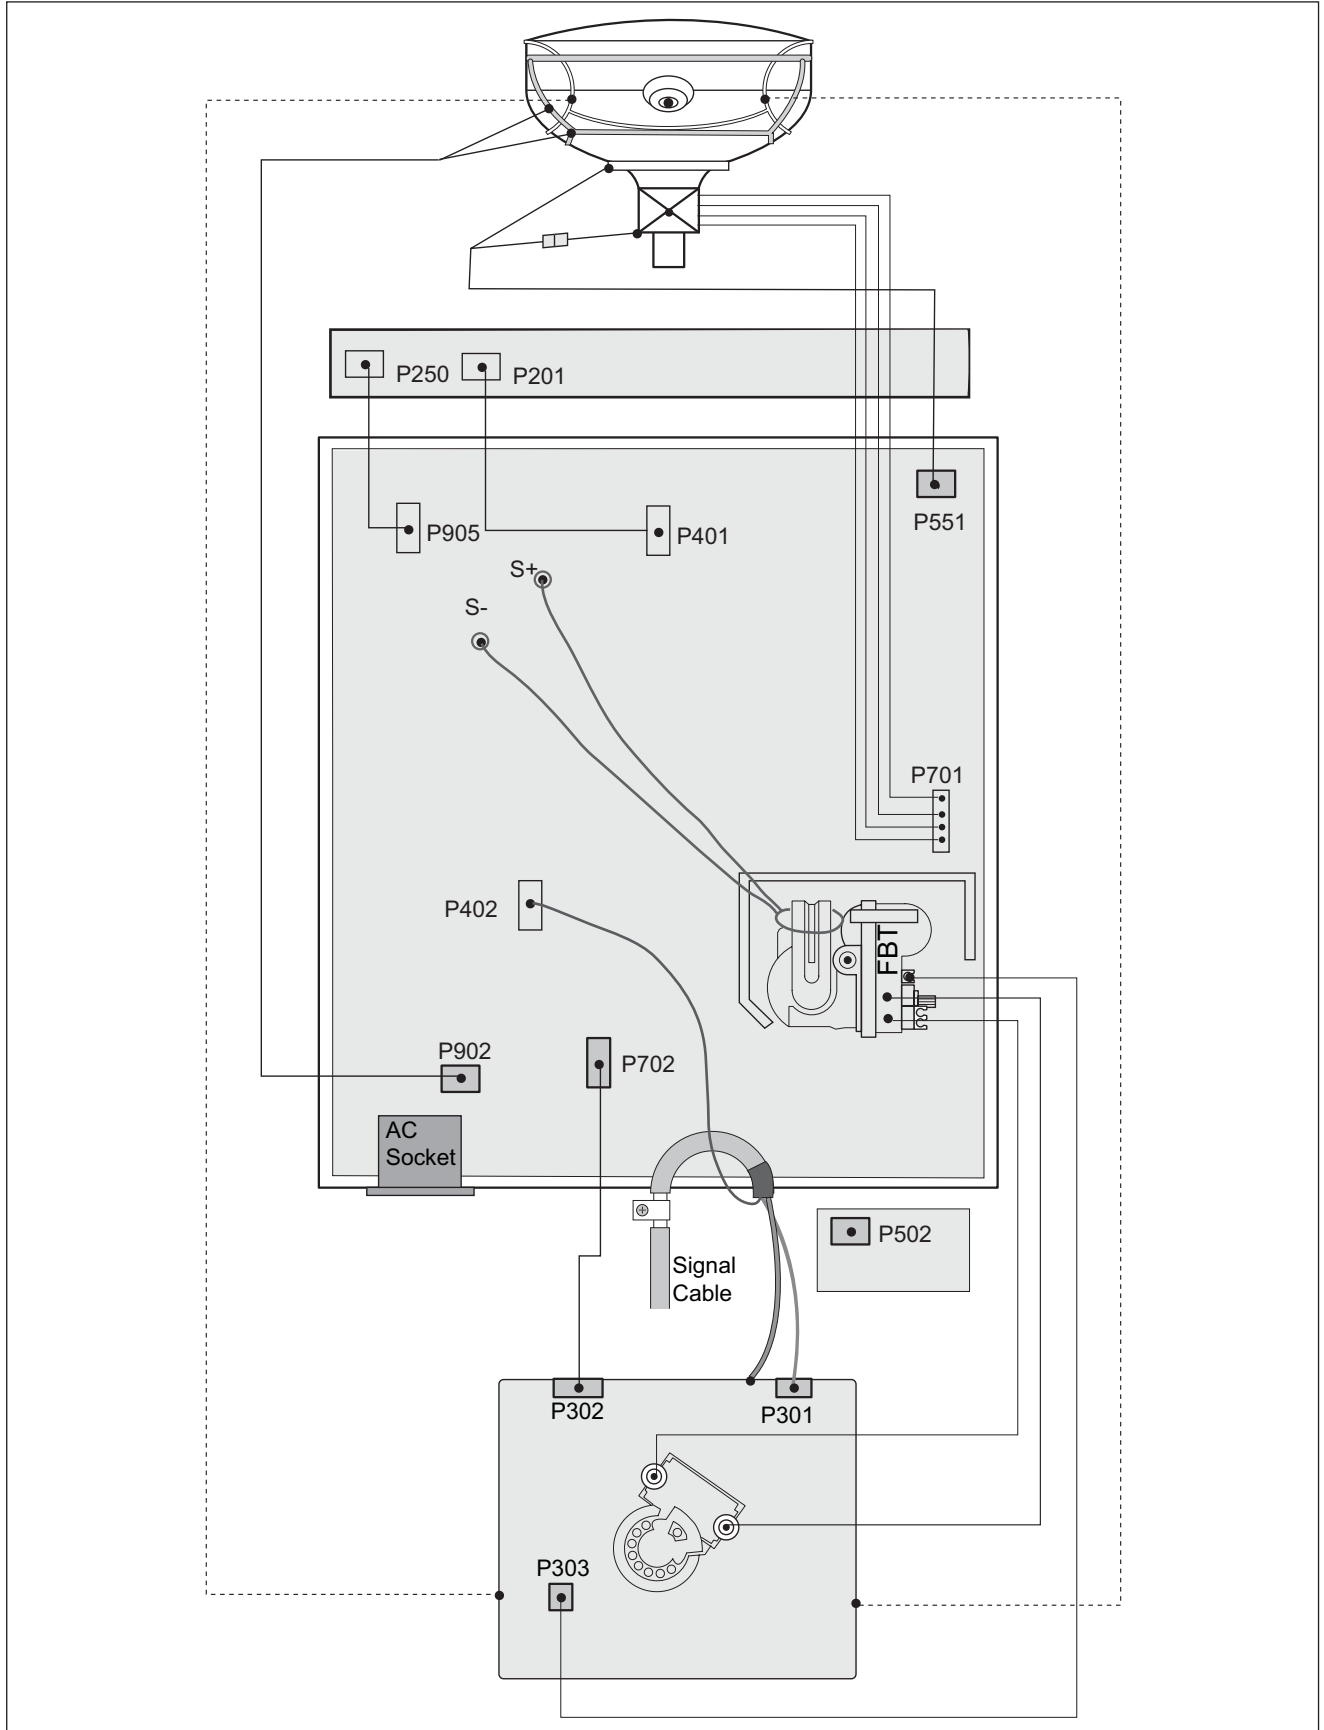 P250
P201
P551
P905
P401
S+
S-
P701
P402
FBT
P902
P702
AC
Socket
P502
Signal
Cable
P302
P301
P303